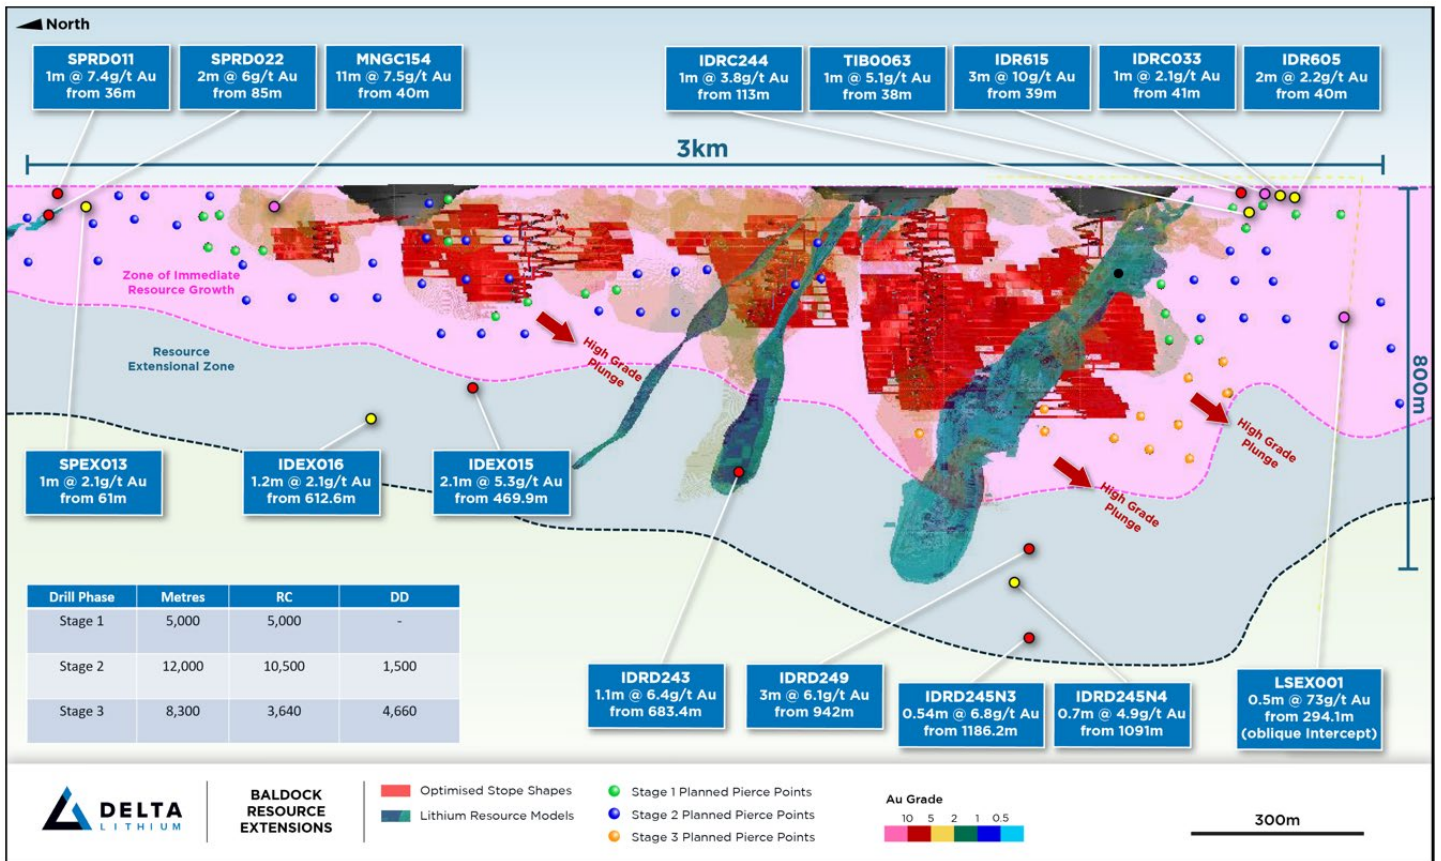 North
SPRD011
1m @ 7.4g/t Au
from 36m
SPRD022
2m @ 6g/t Au
from 85m
MNGC154
11m @ 7.5g/t Au
from 40m
IDRC244
1m @ 3.8g/t Au
from 113m
TIB0063
1m @ 5.1g/t Au
from 38m
IDR615
3m @ 10g/t Au
from 39m
IDRC033
1m @ 2.1g/t Au
from 41m
IDR605
2m @ 2.2g/t Au
from 40m
3km
Zone of Immediate
Resource Growth
Resource
Extensional Zone
High Grade
Plunge
High Grade
Plunge
High Grade
Plunge
800m
SPEX013
1m @ 2.1g/t Au
from 61m
IDEX016
1.2m @ 2.1g/t Au
from 612.6m
IDEX015
2.1m @ 5.3g/t Au
from 469.9m
Drill Phase Metres RC DD
Stage 1 5,000 5,000 -
Stage 2 12,000 10,500 1,500
Stage 3 8,300 3,640 4,660
IDRD243
1.1m @ 6.4g/t Au
from 683.4m
IDRD249
3m @ 6.1g/t Au
from 942m
IDRD245N3
0.54m @ 6.8g/t Au
from 1186.2m
IDRD245N4
0.7m @ 4.9g/t Au
from 1091m
LSEX001
0.5m @ 73g/t Au
from 294.1m
(oblique Intercept)
DELTA
LITHIUM
BALDOCK
RESOURCE
EXTENSIONS
Optimised Stope Shapes
Lithium Resource Models
Stage 1 Planned Pierce Points
Stage 2 Planned Pierce Points
Stage 3 Planned Pierce Points
Au Grade
10 5 2 1 0.5
300m